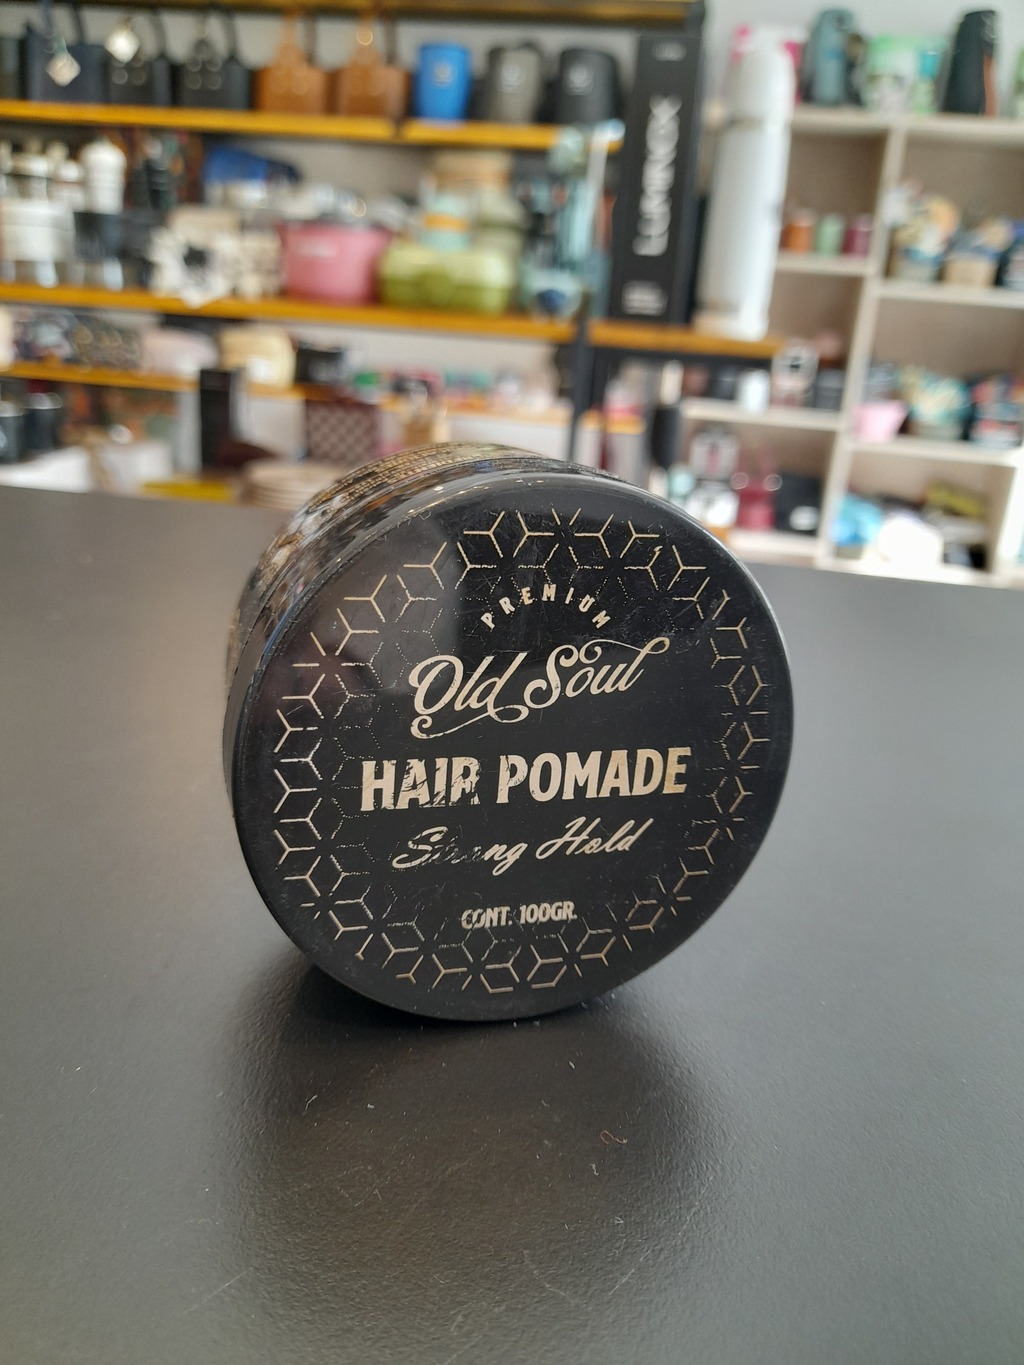 LUMINOX
PREMIUM
Old Soul
HAIR POMADE
Strong Hold
CONT. 100GR.